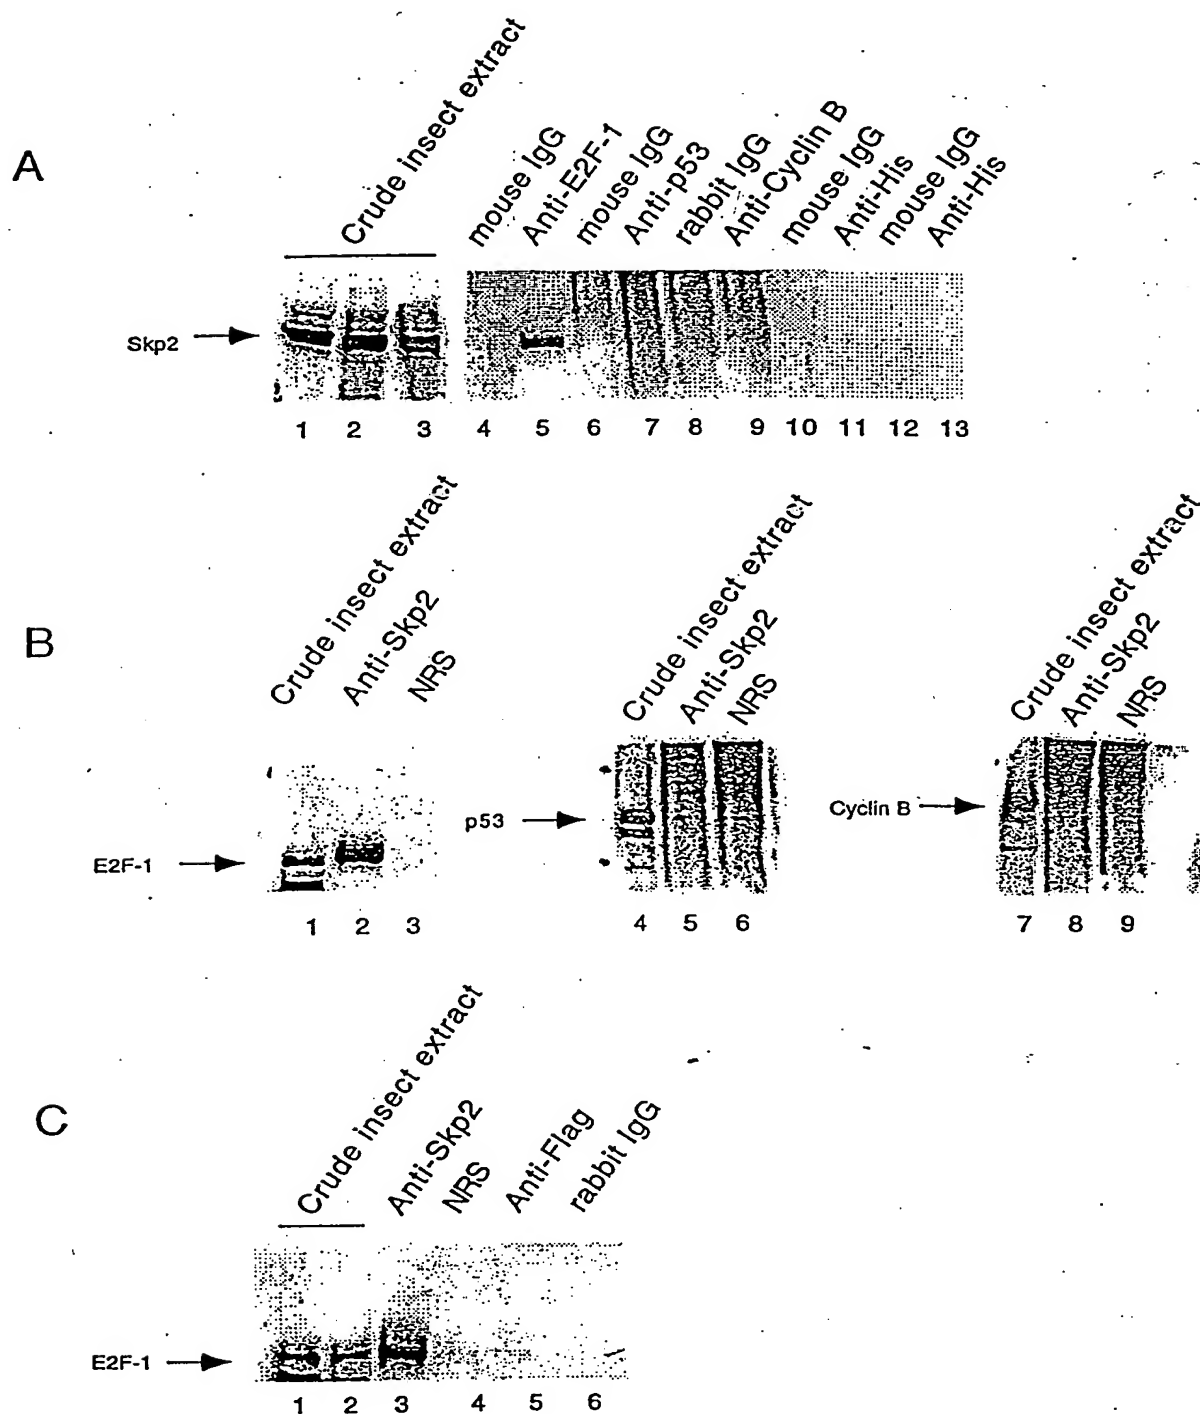 A
Crude insect extract
mouse IgG
Anti-E2F-1
mouse IgG
Anti-p53
rabbit IgG
Anti-Cyclin B
mouse IgG
Anti-His
mouse IgG
Anti-His
Skp2
1 2 3 4 5 6 7 8 9 10 11 12 13
B
Crude insect extract
Anti-Skp2
NRS
Crude insect extract
Anti-Skp2
NRS
Crude insect extract
Anti-Skp2
NRS
E2F-1
p53
Cyclin B
1 2 3 4 5 6 7 8 9
C
Crude insect extract
Anti-Skp2
NRS
Anti-Flag
rabbit IgG
E2F-1
1 2 3 4 5 6